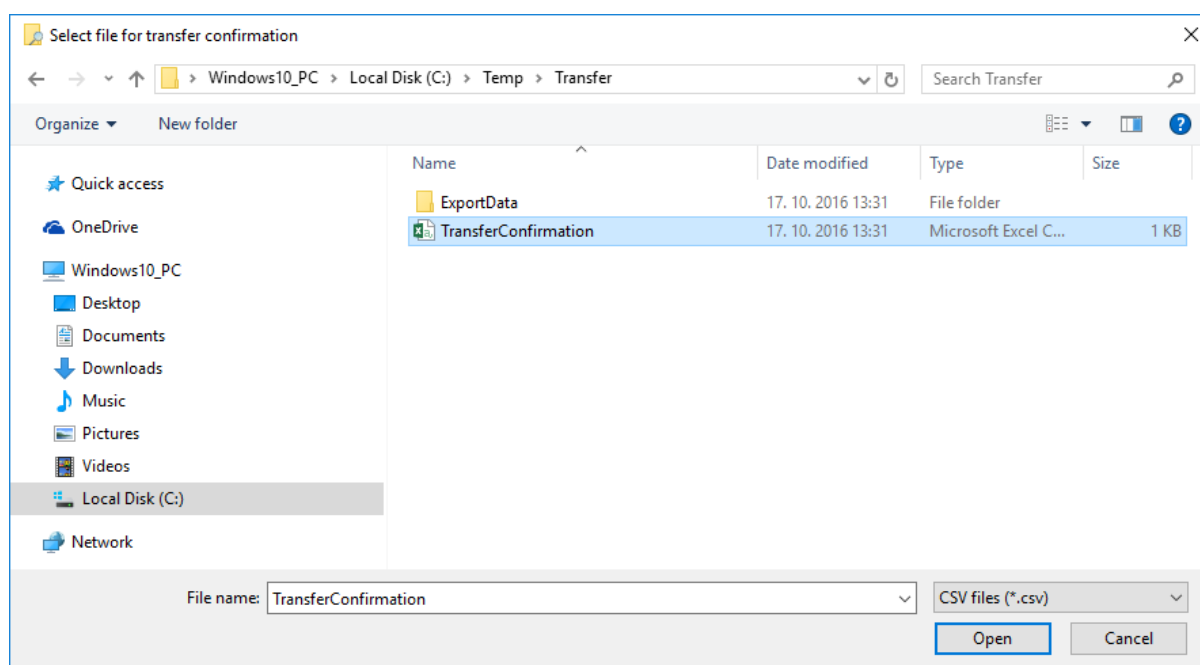 Select file for transfer confirmation
Windows10_PC > Local Disk (C:) > Temp > Transfer
Search Transfer
Organize
New folder
Name
Date modified
Type
Size
Quick access
OneDrive
Windows10_PC
Desktop
Documents
Downloads
Music
Pictures
Videos
Local Disk (C:)
Network
ExportData 17. 10. 2016 13:31 File folder
TransferConfirmation 17. 10. 2016 13:31 Microsoft Excel C... 1 KB
File name: TransferConfirmation
CSV files (*.csv)
Open
Cancel